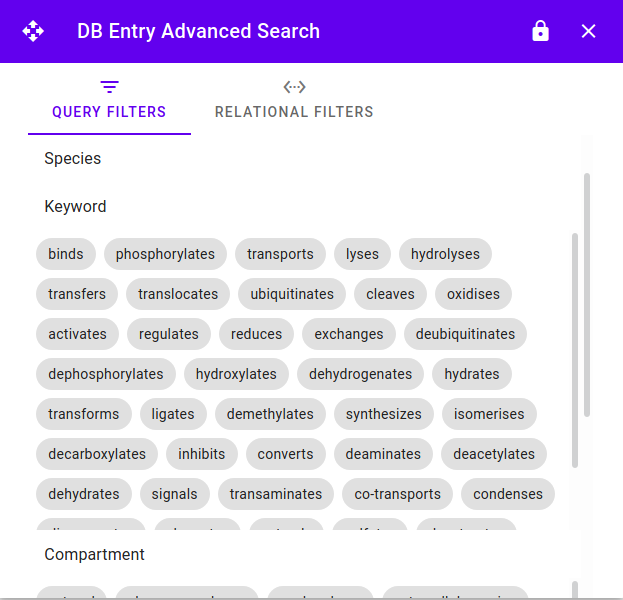 DB Entry Advanced Search
QUERY FILTERS RELATIONAL FILTERS
Species
Keyword
binds phosphorylates transports lyses hydrolyses
transfers translocates ubiquitinates cleaves oxidises
activates regulates reduces exchanges deubiquitinates
dephosphorylates hydroxylates dehydrogenates hydrates
transforms ligates demethylates synthesizes isomerises
decarboxylates inhibits converts deaminates deacetylates
dehydrates signals transaminates co-transports condenses
Compartment